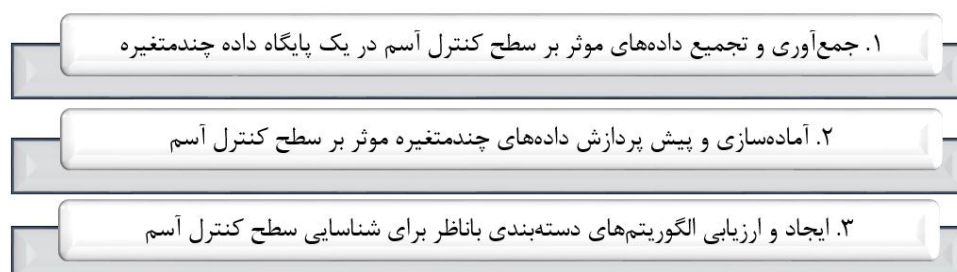 ۱. جمع‌آوری و تجمیع داده‌های موثر بر سطح کنترل آسم در یک پایگاه داده چندمتغیره
۲. آماده‌سازی و پیش پردازش داده‌های چندمتغیره موثر بر سطح کنترل آسم
۳. ایجاد و ارزیابی الگوریتم‌های دسته‌بندی باناظر برای شناسایی سطح کنترل آسم